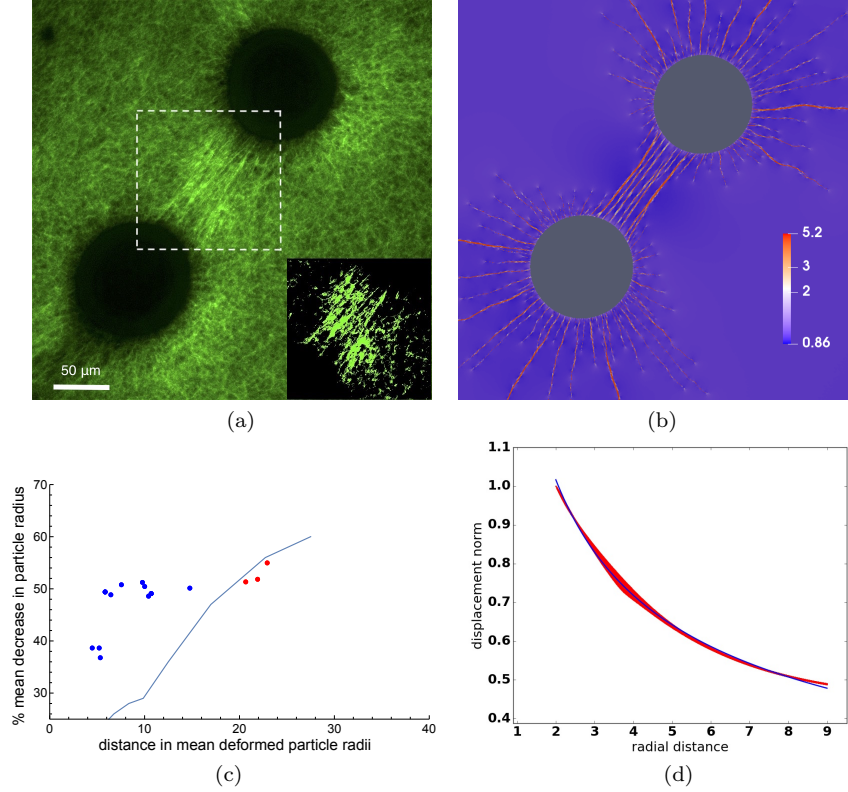 50 µm
5.2
3
2
0.86
(a)
(b)
% mean decrease in particle radius
70
60
50
40
30
0
10
20
30
40
distance in mean deformed particle radii
(c)
displacement norm
1.1
1.0
0.9
0.8
0.7
0.6
0.5
0.4
1 2 3 4 5 6 7 8 9
radial distance
(d)